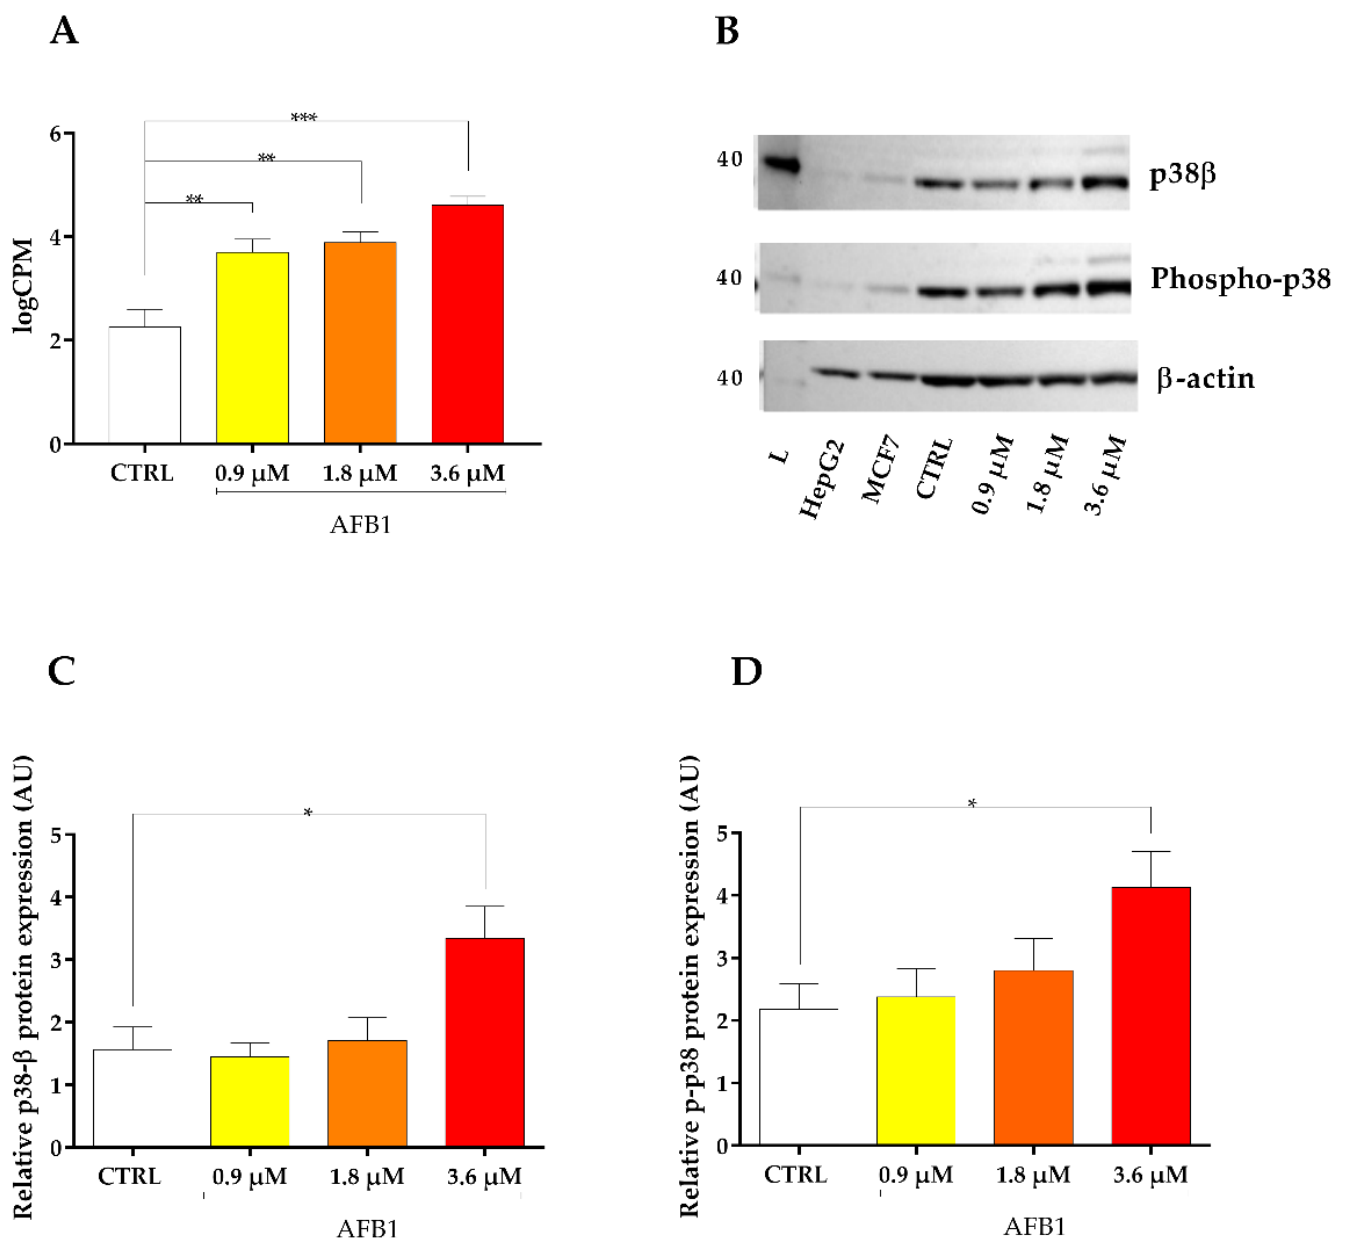 A
***
**
**
6
4
2
0
logCPM
CTRL
0.9 μM
1.8 μM
3.6 μM
AFB1
B
40
p38β
40
Phospho-p38
40
β-actin
L
HepG2
MCF7
CTRL
0.9 μM
1.8 μM
3.6 μM
C
*
5
4
3
2
1
0
Relative p38-β protein expression (AU)
CTRL
0.9 μM
1.8 μM
3.6 μM
AFB1
D
*
5
4
3
2
1
0
Relative p-p38 protein expression (AU)
CTRL
0.9 μM
1.8 μM
3.6 μM
AFB1